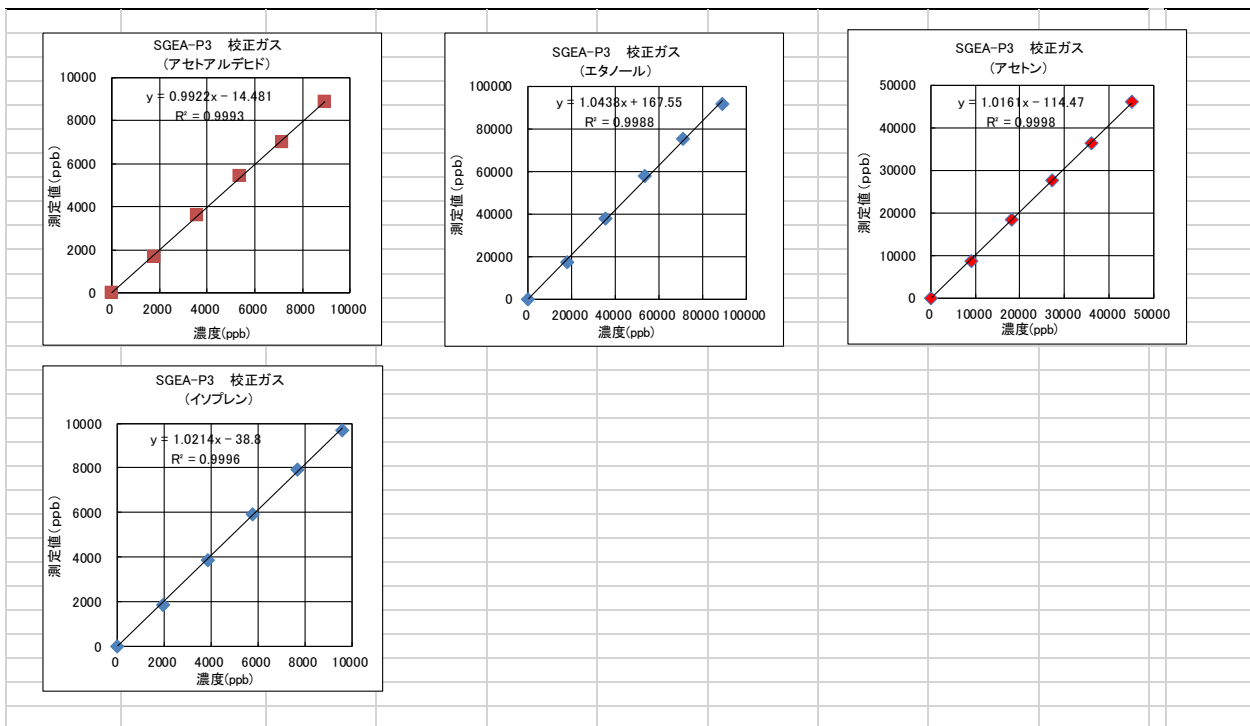 SGEA-P3 校正ガス
(アセトアルデヒド)
10000
8000
6000
4000
2000
0
y = 0.9922x − 14.481
R² = 0.9993
測定値(ppb)
0 2000 4000 6000 8000 10000
濃度(ppb)
SGEA-P3 校正ガス
(エタノール)
100000
80000
60000
40000
20000
0
y = 1.0438x + 167.55
R² = 0.9988
測定値(ppb)
0 20000 40000 60000 80000 100000
濃度(ppb)
SGEA-P3 校正ガス
(アセトン)
50000
40000
30000
20000
10000
0
y = 1.0161x − 114.47
R² = 0.9998
測定値(ppb)
0 10000 20000 30000 40000 50000
濃度(ppb)
SGEA-P3 校正ガス
(イソプレン)
10000
8000
6000
4000
2000
0
y = 1.0214x − 38.8
R² = 0.9996
測定値(ppb)
0 2000 4000 6000 8000 10000
濃度(ppb)